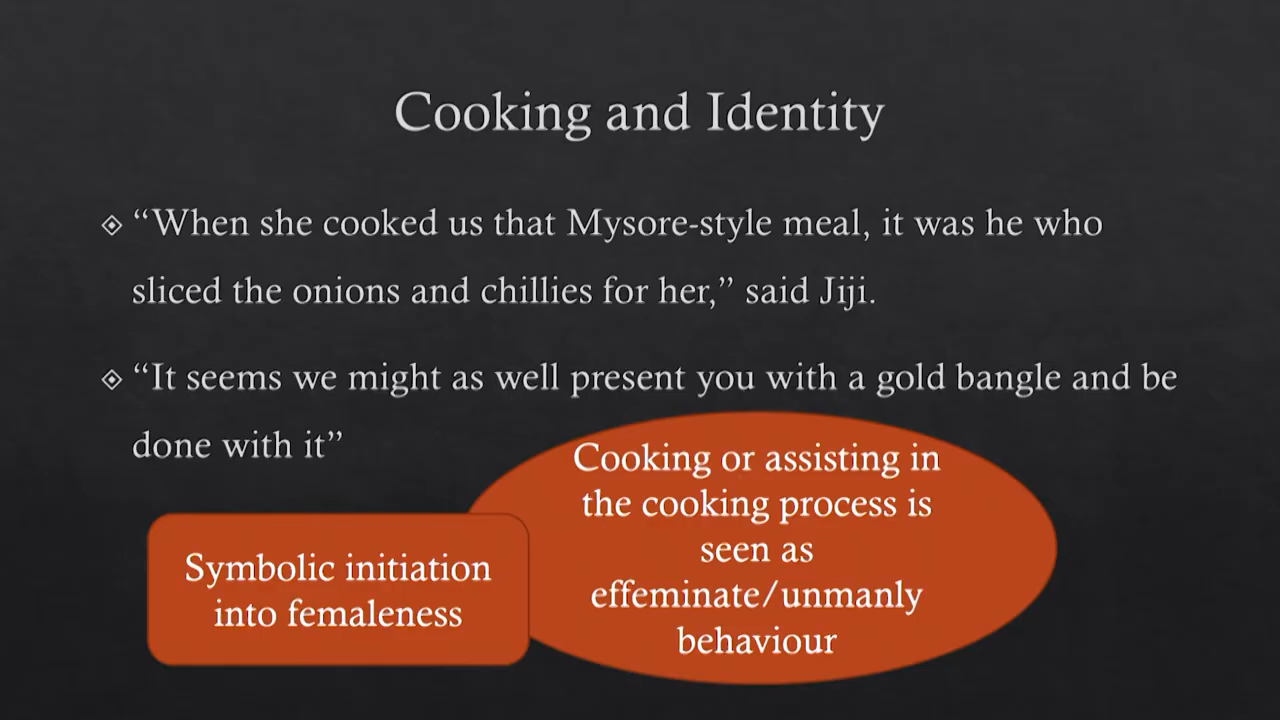 Cooking and Identity
“When she cooked us that Mysore-style meal, it was he who
sliced the onions and chillies for her,” said Jiji.
“It seems we might as well present you with a gold bangle and be
done with it”
Cooking or assisting in
the cooking process is
seen as
effeminate/unmanly
behaviour
Symbolic initiation
into femaleness